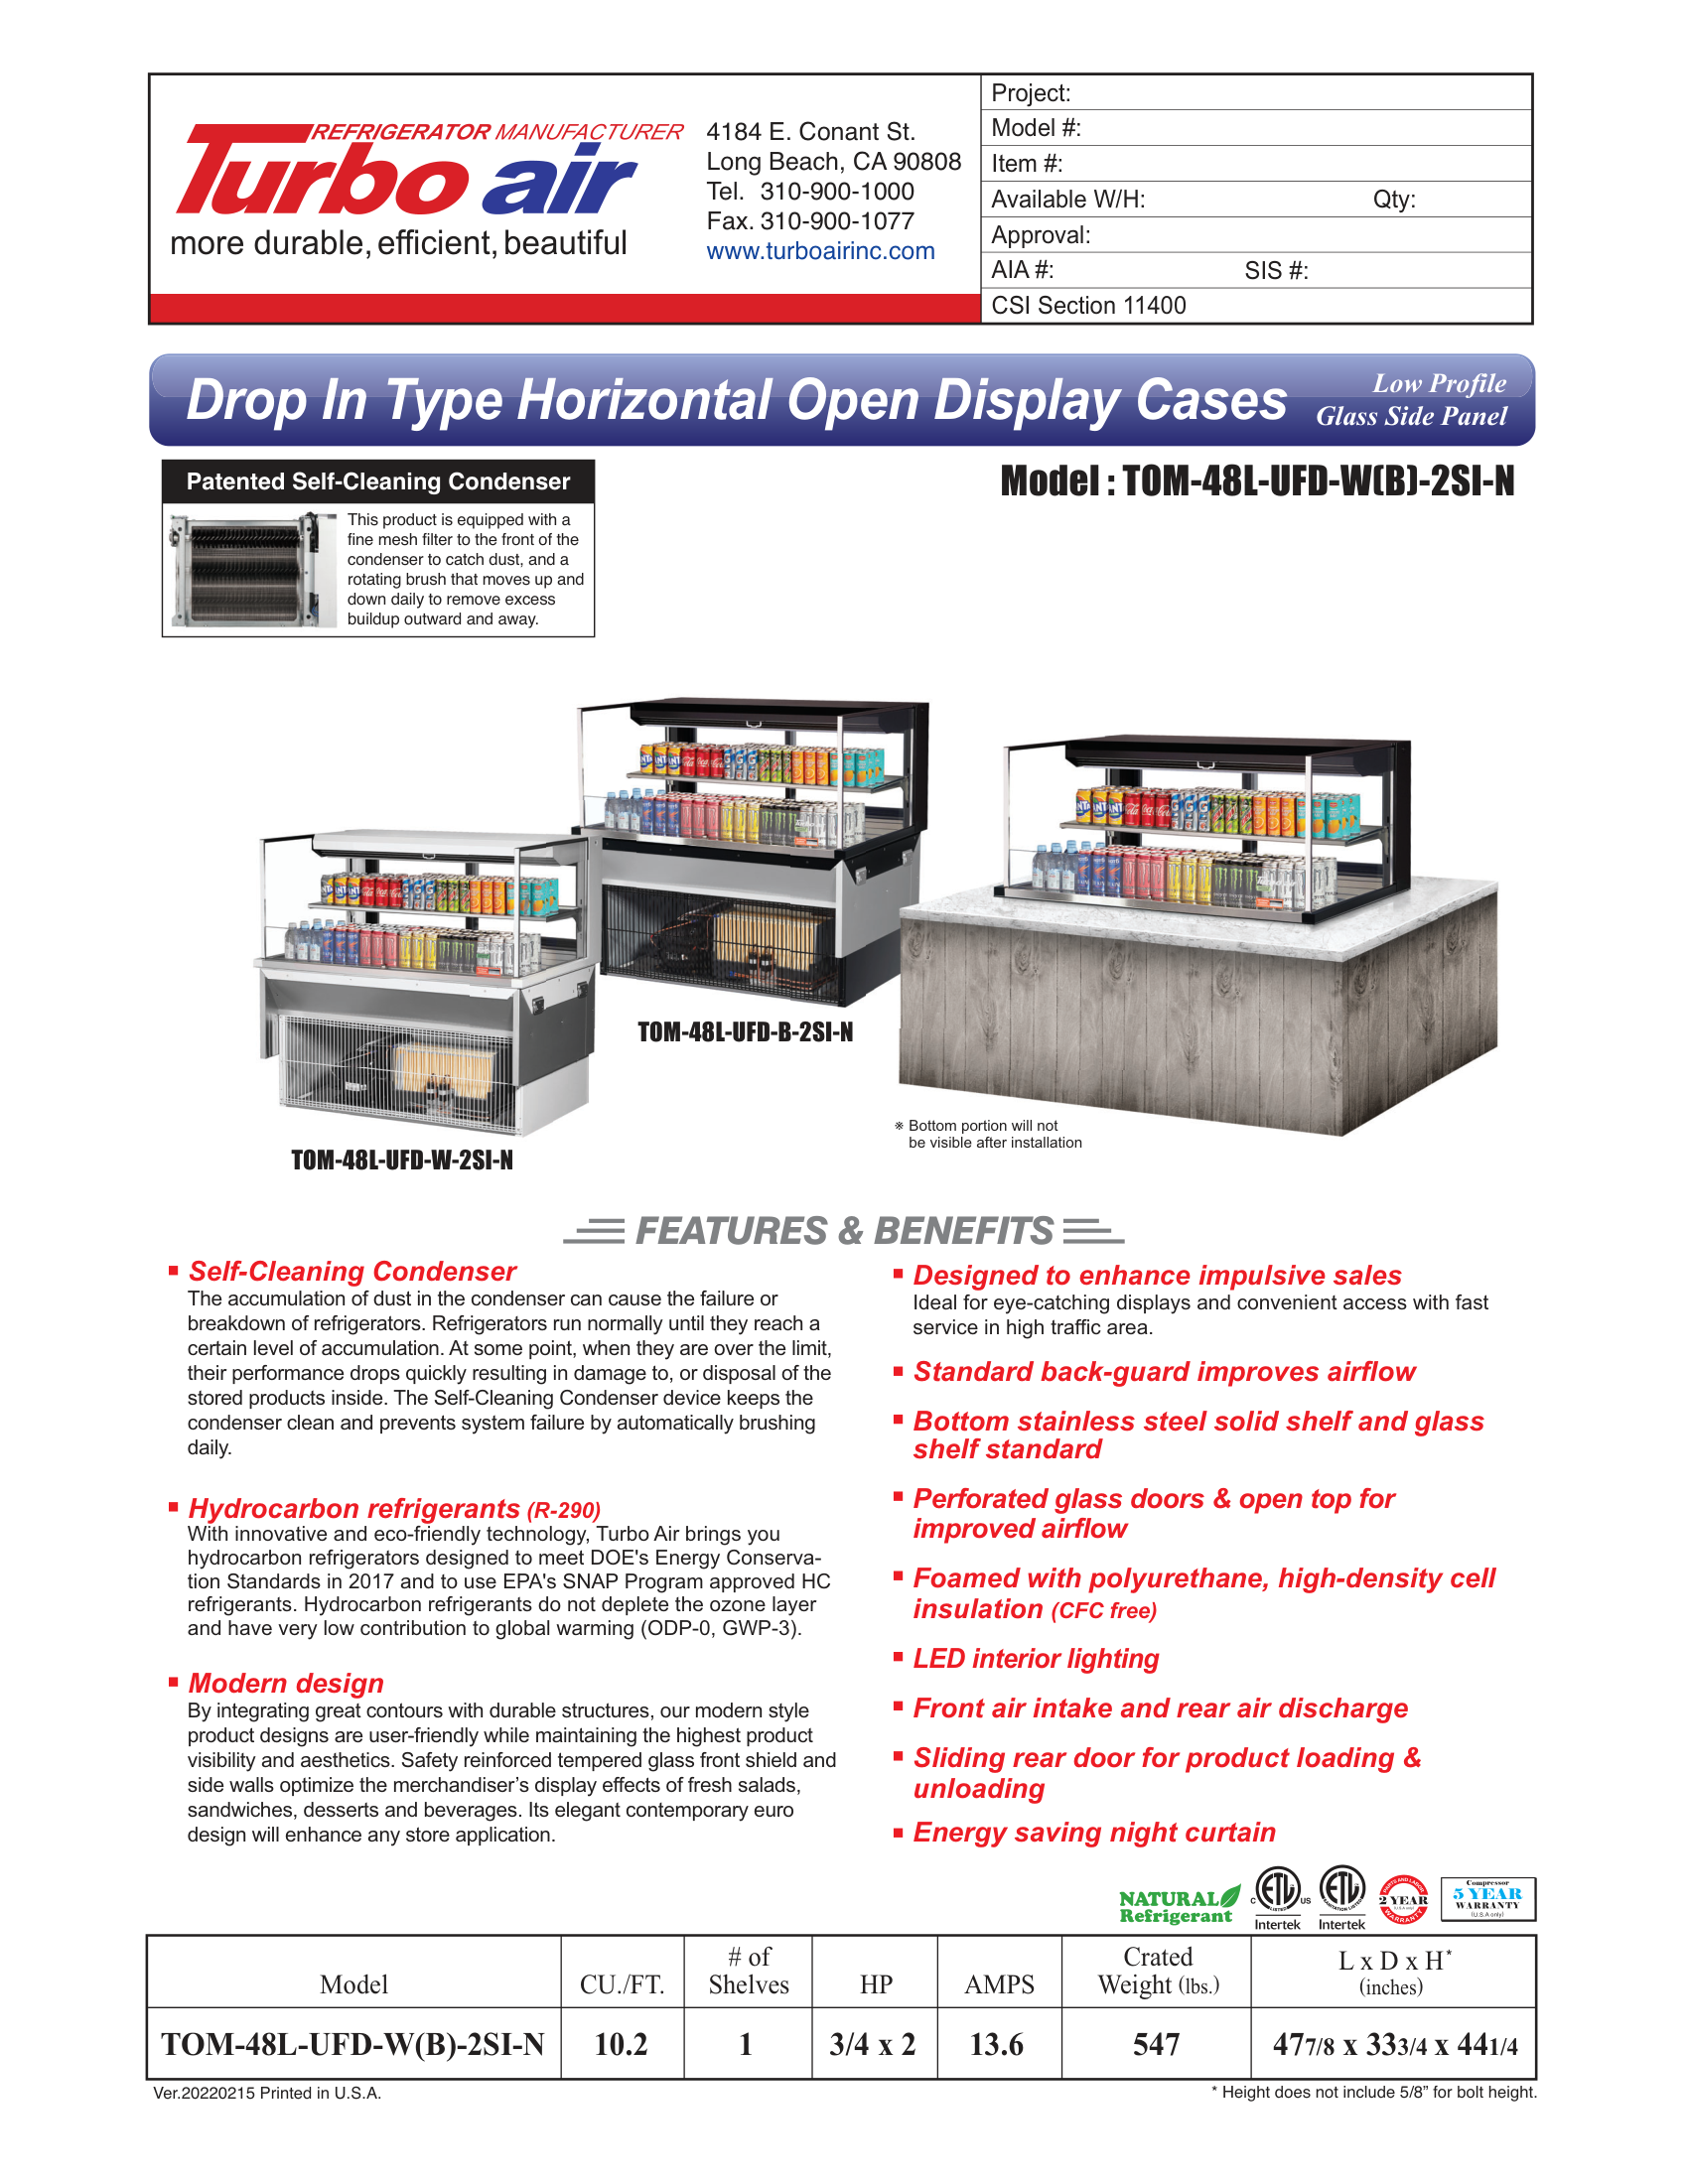 REFRIGERATOR MANUFACTURER
Turbo air
more durable, efficient, beautiful
4184 E. Conant St.
Long Beach, CA 90808
Tel. 310-900-1000
Fax. 310-900-1077
www.turboairinc.com
Project:
Model #:
Item #:
Available W/H: Qty:
Approval:
AIA #: SIS #:
CSI Section 11400
Drop In Type Horizontal Open Display Cases
Low Profile
Glass Side Panel
Patented Self-Cleaning Condenser
This product is equipped with a
fine mesh filter to the front of the
condenser to catch dust, and a
rotating brush that moves up and
down daily to remove excess
buildup outward and away.
Model : TOM-48L-UFD-W(B)-2SI-N
TOM-48L-UFD-B-2SI-N
※ Bottom portion will not
be visible after installation
TOM-48L-UFD-W-2SI-N
FEATURES & BENEFITS
▪ Self-Cleaning Condenser
The accumulation of dust in the condenser can cause the failure or
breakdown of refrigerators. Refrigerators run normally until they reach a
certain level of accumulation. At some point, when they are over the limit,
their performance drops quickly resulting in damage to, or disposal of the
stored products inside. The Self-Cleaning Condenser device keeps the
condenser clean and prevents system failure by automatically brushing
daily.
▪ Hydrocarbon refrigerants (R-290)
With innovative and eco-friendly technology, Turbo Air brings you
hydrocarbon refrigerators designed to meet DOE's Energy Conserva-
tion Standards in 2017 and to use EPA's SNAP Program approved HC
refrigerants. Hydrocarbon refrigerants do not deplete the ozone layer
and have very low contribution to global warming (ODP-0, GWP-3).
▪ Modern design
By integrating great contours with durable structures, our modern style
product designs are user-friendly while maintaining the highest product
visibility and aesthetics. Safety reinforced tempered glass front shield and
side walls optimize the merchandiser’s display effects of fresh salads,
sandwiches, desserts and beverages. Its elegant contemporary euro
design will enhance any store application.
▪ Designed to enhance impulsive sales
Ideal for eye-catching displays and convenient access with fast
service in high traffic area.
▪ Standard back-guard improves airflow
▪ Bottom stainless steel solid shelf and glass
shelf standard
▪ Perforated glass doors & open top for
improved airflow
▪ Foamed with polyurethane, high-density cell
insulation (CFC free)
▪ LED interior lighting
▪ Front air intake and rear air discharge
▪ Sliding rear door for product loading &
unloading
▪ Energy saving night curtain
NATURAL
Refrigerant
C ETL US
LISTED
Intertek
ETL
SANITATION LISTED
Intertek
PARTS AND LABOR
2 YEAR
(U.S.A only)
WARRANTY
Compressor
5 YEAR
WARRANTY
(U.S.A only)
Model CU./FT. # of Shelves HP AMPS Crated Weight (lbs.) L x D x H* (inches)
TOM-48L-UFD-W(B)-2SI-N 10.2 1 3/4 x 2 13.6 547 477/8 x 333/4 x 441/4
Ver.20220215 Printed in U.S.A.
* Height does not include 5/8” for bolt height.